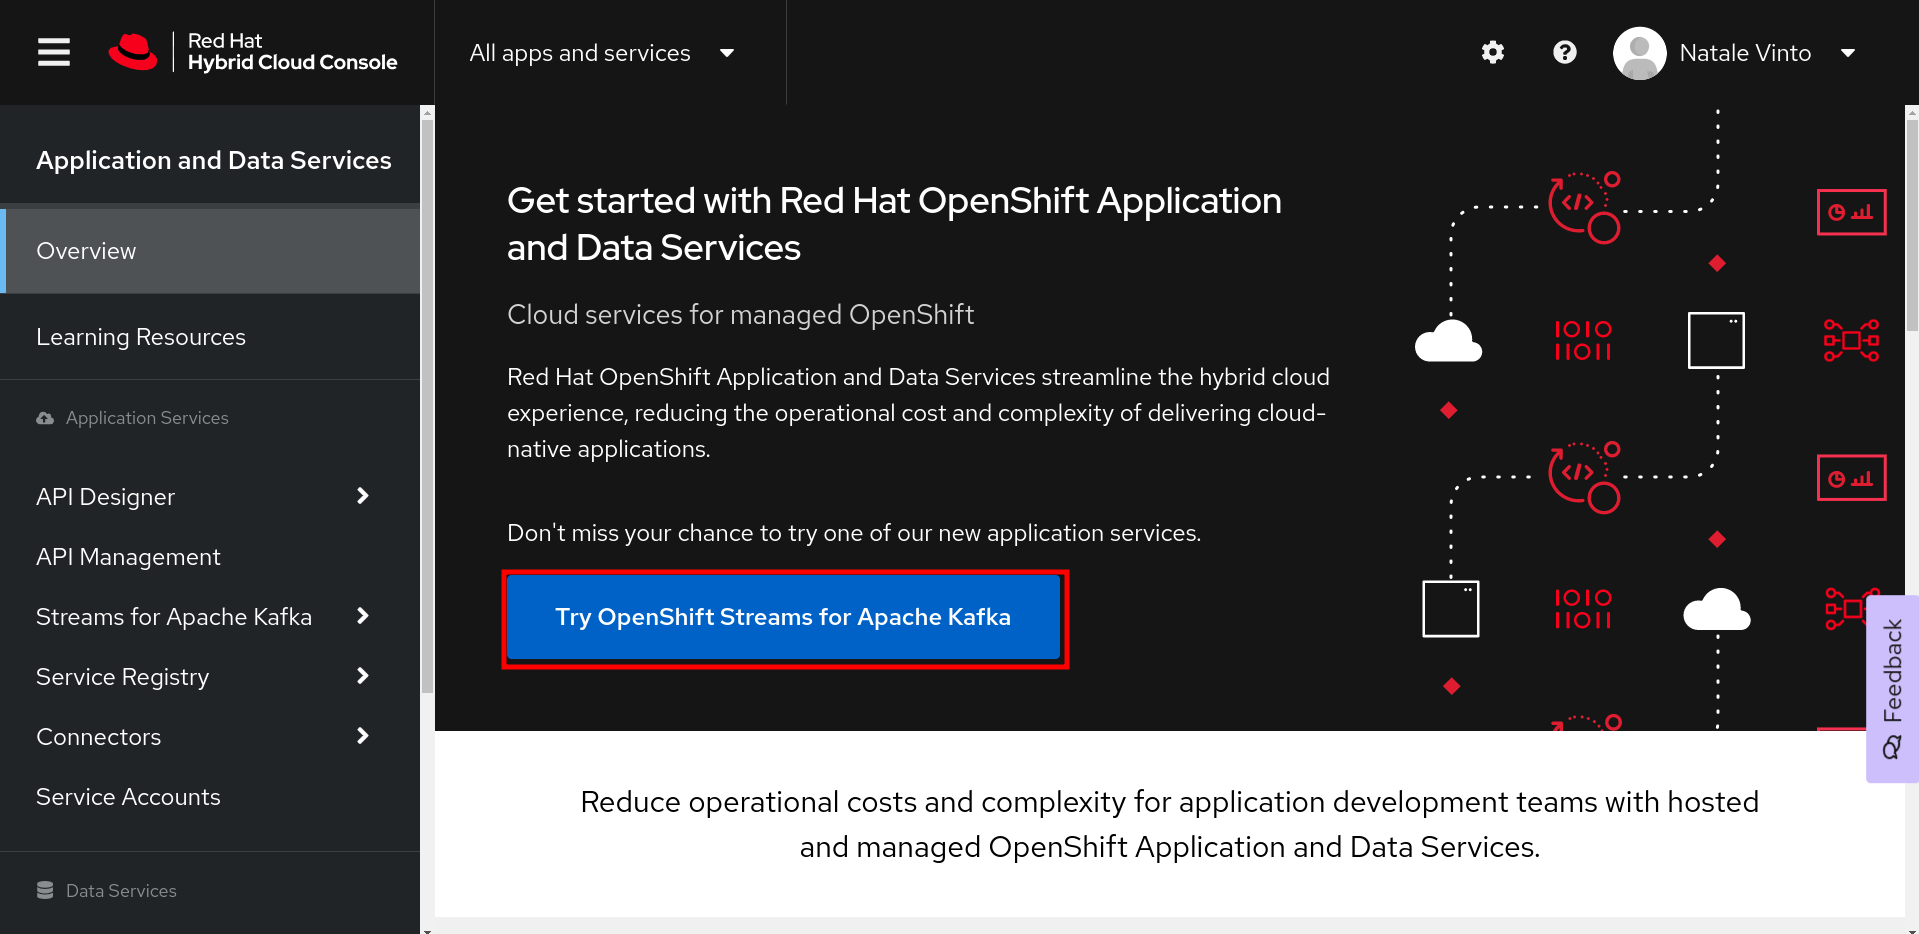 Red Hat
Hybrid Cloud Console
All apps and services
Natale Vinto
Application and Data Services
Overview
Learning Resources
Application Services
API Designer
API Management
Streams for Apache Kafka
Service Registry
Connectors
Service Accounts
Data Services
Get started with Red Hat OpenShift Application
and Data Services
Cloud services for managed OpenShift
Red Hat OpenShift Application and Data Services streamline the hybrid cloud
experience, reducing the operational cost and complexity of delivering cloud-
native applications.
Don't miss your chance to try one of our new application services.
Try OpenShift Streams for Apache Kafka
1010
11011
1010
11011
Feedback
Reduce operational costs and complexity for application development teams with hosted
and managed OpenShift Application and Data Services.